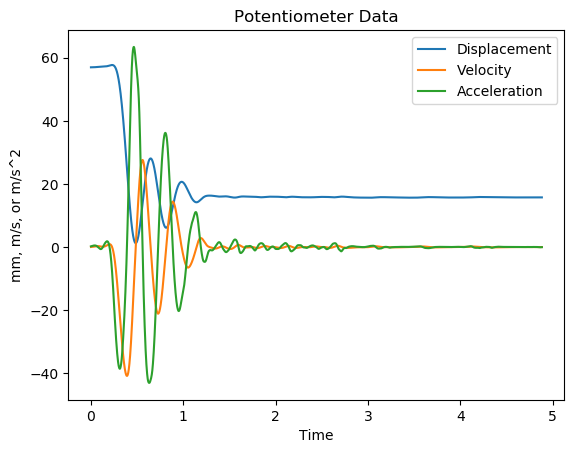 Potentiometer Data
Displacement
Velocity
Acceleration
mm, m/s, or m/s^2
60
40
20
0
−20
−40
0
1
2
3
4
5
Time